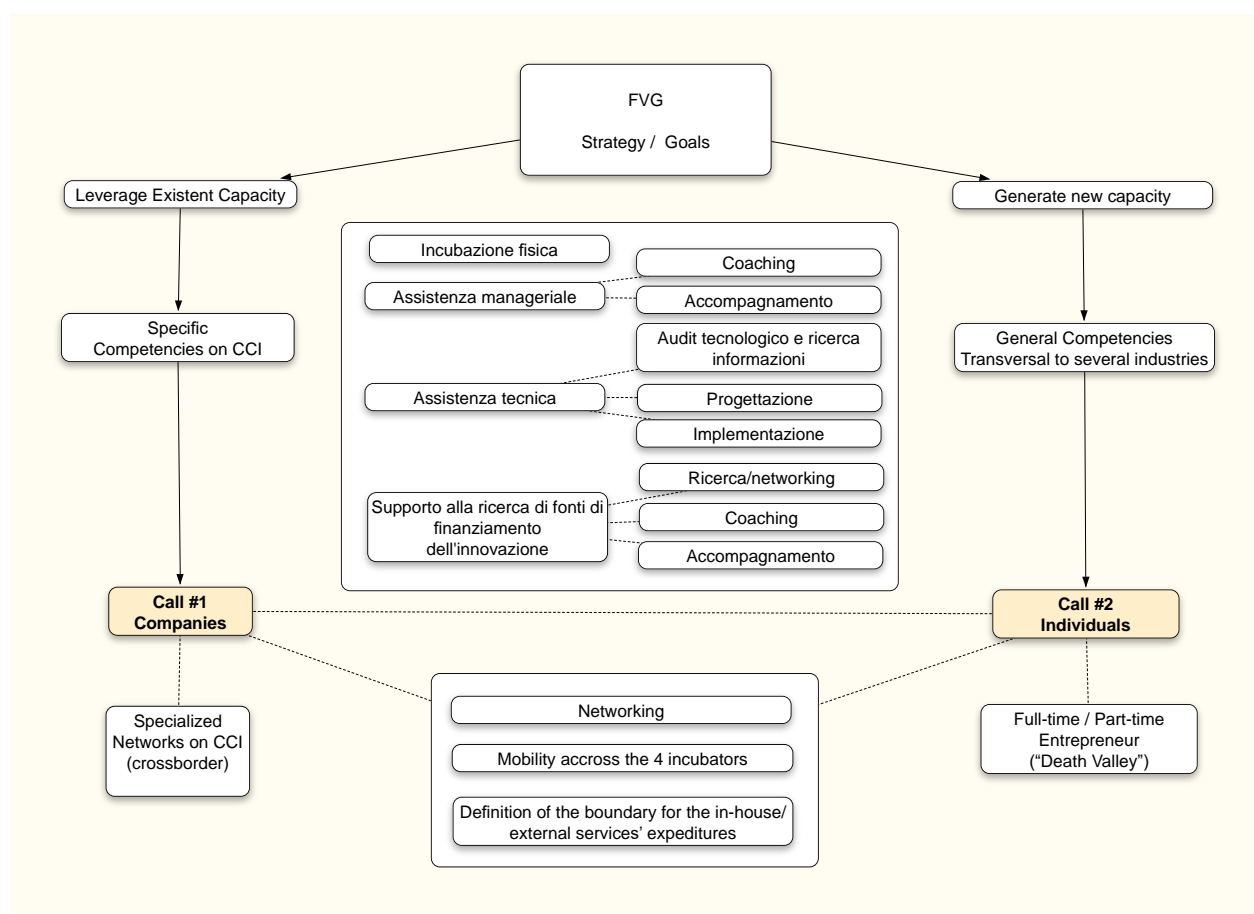 FVG
Strategy / Goals
Leverage Existent Capacity
Generate new capacity
Incubazione fisica
Coaching
Assistenza manageriale
Accompagnamento
Specific
Competencies on CCI
General Competencies
Transversal to several industries
Audit tecnologico e ricerca
informazioni
Assistenza tecnica
Progettazione
Implementazione
Ricerca/networking
Supporto alla ricerca di fonti di
finanziamento
dell'innovazione
Coaching
Accompagnamento
Call #1
Companies
Call #2
Individuals
Networking
Mobility accross the 4 incubators
Definition of the boundary for the in-house/
external services’ expeditures
Specialized
Networks on CCI
(crossborder)
Full-time / Part-time
Entrepreneur
(“Death Valley”)